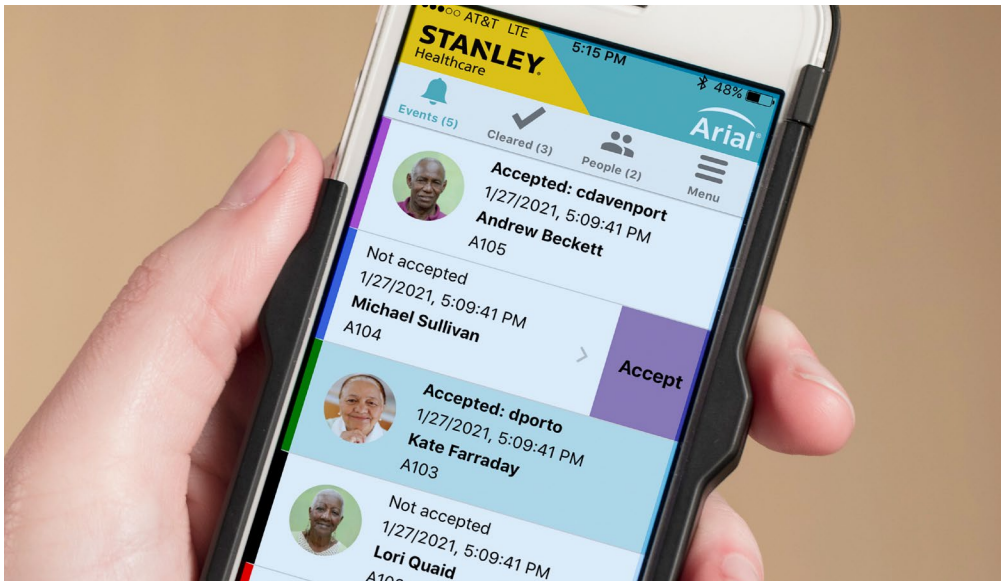 AT&T LTE
5:15 PM
48%
STANLEY
Healthcare
Arial
Events (5)
Cleared (3)
People (2)
Menu
Accepted: cdavenport
1/27/2021, 5:09:41 PM
Andrew Beckett
A105
Not accepted
1/27/2021, 5:09:41 PM
Michael Sullivan
A104
Accept
Accepted: dporto
1/27/2021, 5:09:41 PM
Kate Farraday
A103
Not accepted
1/27/2021, 5:09:41 PM
Lori Quaid